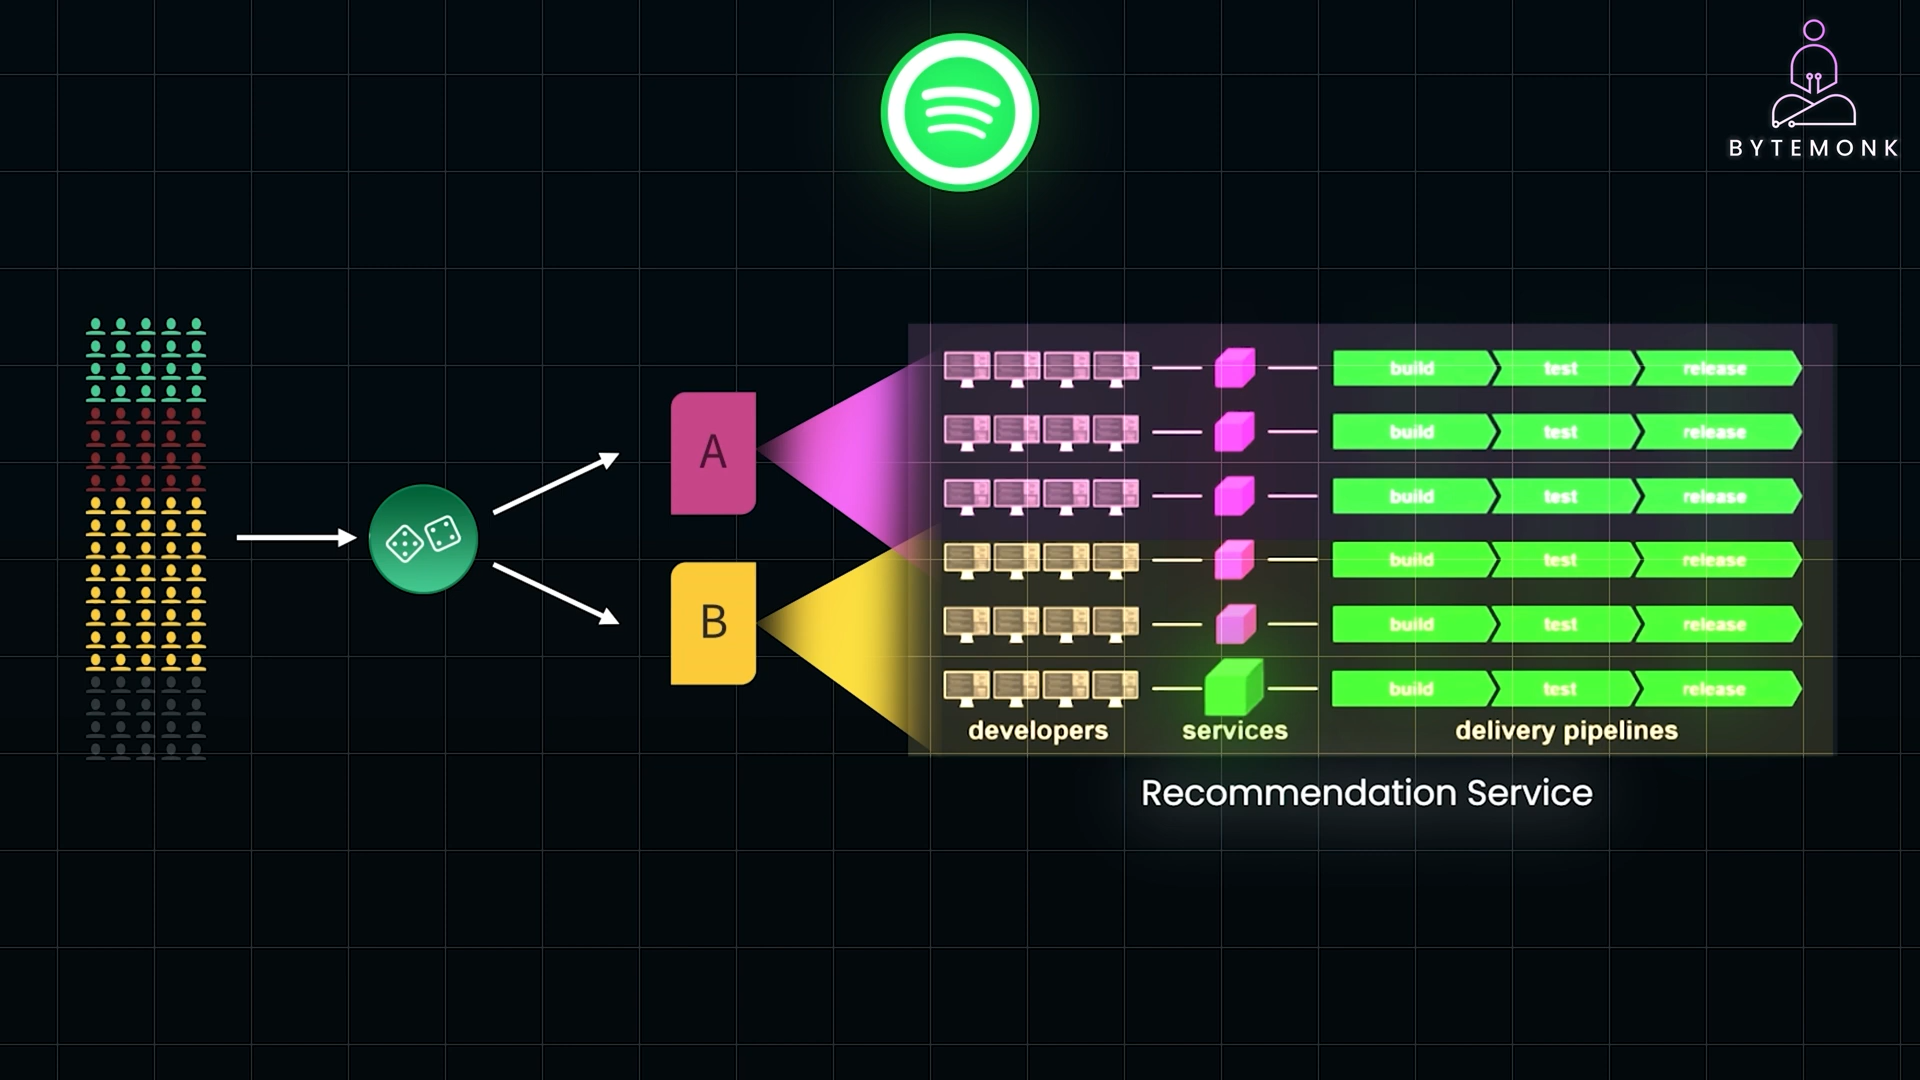 BYTEMONK
A
B
build test release
build test release
build test release
build test release
build test release
build test release
developers services delivery pipelines
Recommendation Service